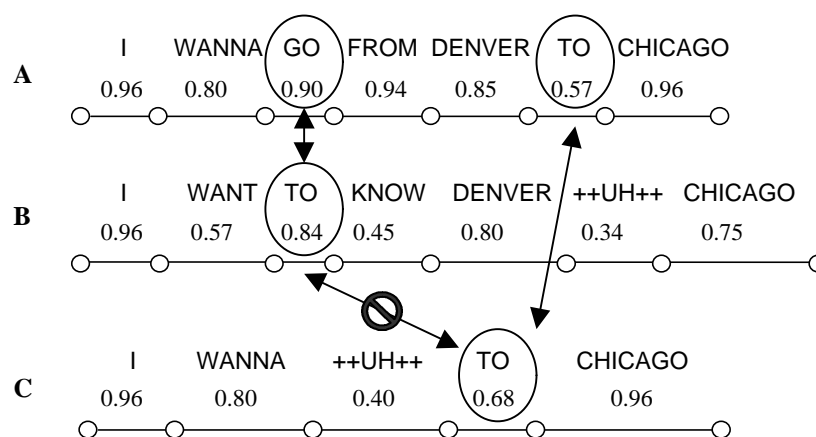 I WANNA GO FROM DENVER TO CHICAGO
A
0.96 0.80 0.90 0.94 0.85 0.57 0.96
I WANT TO KNOW DENVER ++UH++ CHICAGO
B
0.96 0.57 0.84 0.45 0.80 0.34 0.75
I WANNA ++UH++ TO CHICAGO
C
0.96 0.80 0.40 0.68 0.96